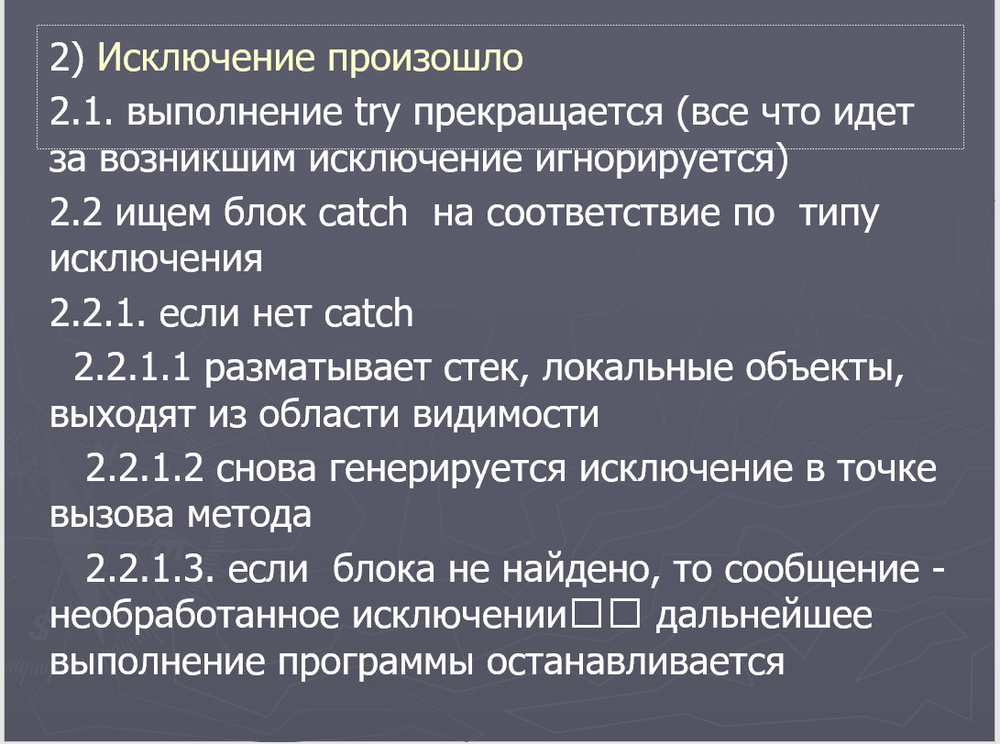 2) Исключение произошло
2.1. выполнение try прекращается (все что идет
за возникшим исключение игнорируется)
2.2 ищем блок catch на соответствие по типу
исключения
2.2.1. если нет catch
2.2.1.1 разматывает стек, локальные объекты,
выходят из области видимости
2.2.1.2 снова генерируется исключение в точке
вызова метода
2.2.1.3. если блока не найдено, то сообщение -
необработанное исключении□□ дальнейшее
выполнение программы останавливается